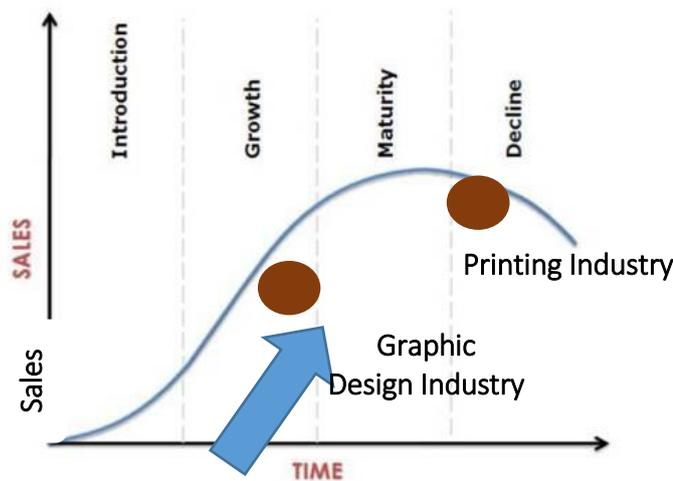 Introduction
Growth
Maturity
Decline
SALES
Printing Industry
Graphic
Design Industry
Sales
TIME